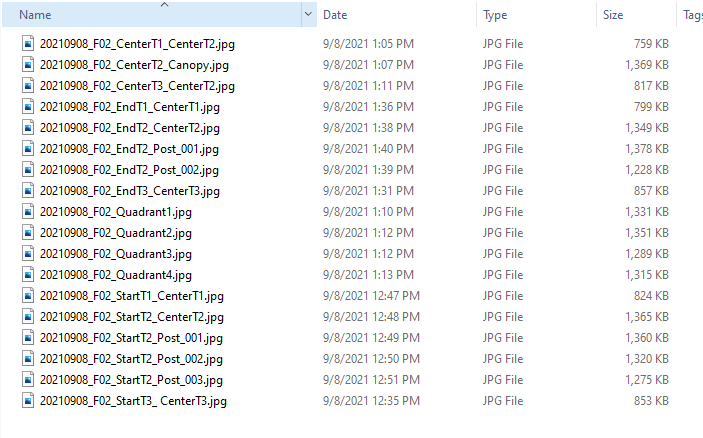 Name Date Type Size Tags
20210908_F02_CenterT1_CenterT2.jpg 9/8/2021 1:05 PM JPG File 759 KB
20210908_F02_CenterT2_Canopy.jpg 9/8/2021 1:07 PM JPG File 1,369 KB
20210908_F02_CenterT3_CenterT2.jpg 9/8/2021 1:11 PM JPG File 817 KB
20210908_F02_EndT1_CenterT1.jpg 9/8/2021 1:36 PM JPG File 799 KB
20210908_F02_EndT2_CenterT2.jpg 9/8/2021 1:38 PM JPG File 1,349 KB
20210908_F02_EndT2_Post_001.jpg 9/8/2021 1:40 PM JPG File 1,378 KB
20210908_F02_EndT2_Post_002.jpg 9/8/2021 1:39 PM JPG File 1,228 KB
20210908_F02_EndT3_CenterT3.jpg 9/8/2021 1:31 PM JPG File 857 KB
20210908_F02_Quadrant1.jpg 9/8/2021 1:10 PM JPG File 1,331 KB
20210908_F02_Quadrant2.jpg 9/8/2021 1:12 PM JPG File 1,351 KB
20210908_F02_Quadrant3.jpg 9/8/2021 1:12 PM JPG File 1,289 KB
20210908_F02_Quadrant4.jpg 9/8/2021 1:13 PM JPG File 1,315 KB
20210908_F02_StartT1_CenterT1.jpg 9/8/2021 12:47 PM JPG File 824 KB
20210908_F02_StartT2_CenterT2.jpg 9/8/2021 12:48 PM JPG File 1,365 KB
20210908_F02_StartT2_Post_001.jpg 9/8/2021 12:49 PM JPG File 1,360 KB
20210908_F02_StartT2_Post_002.jpg 9/8/2021 12:50 PM JPG File 1,320 KB
20210908_F02_StartT2_Post_003.jpg 9/8/2021 12:51 PM JPG File 1,275 KB
20210908_F02_StartT3_ CenterT3.jpg 9/8/2021 12:35 PM JPG File 853 KB